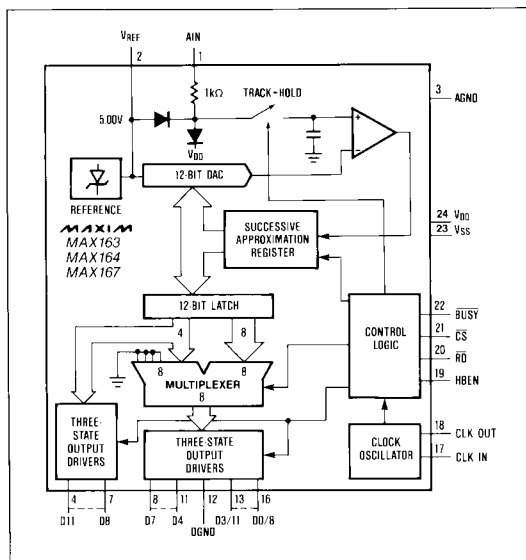 VREF
AIN
2
1
1kΩ
TRACK-HOLD
3
AGND
5.00V
VDD
+
-
12-BIT DAC
REFERENCE
MAXIM
MAX163
MAX164
MAX167
SUCCESSIVE
APPROXIMATION
REGISTER
24 VDD
23 VSS
12-BIT LATCH
4
8
8
MULTIPLEXER
8
CONTROL
LOGIC
22 BUSY
21 CS
20 RD
19 HBEN
THREE-
STATE
OUTPUT
DRIVERS
THREE-STATE
OUTPUT
DRIVERS
CLOCK
OSCILLATOR
18 CLK OUT
17 CLK IN
4 7 8 11 12 13 16
D11 D8 D7 D4 D3/11 D0/8
DGND